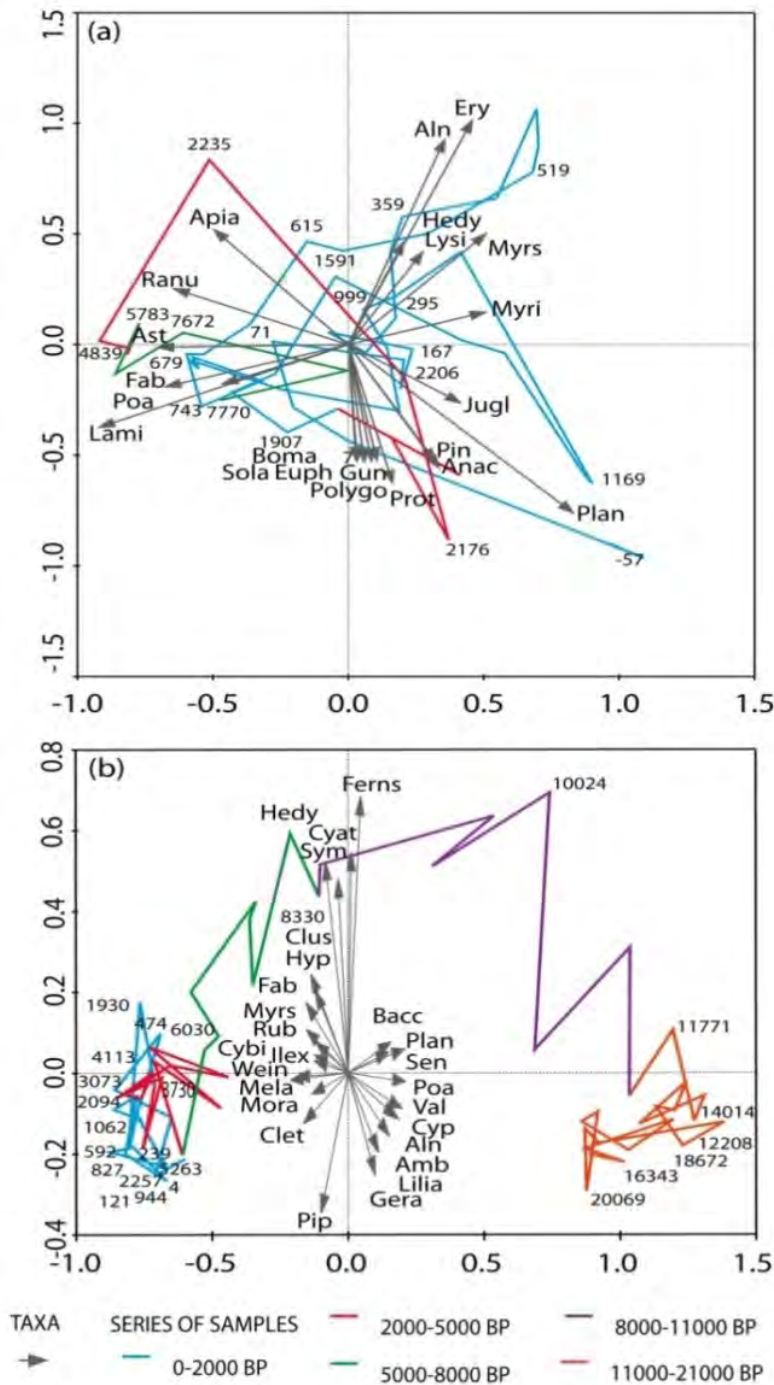 (a)
1.5
1.0
0.5
0.0
-0.5
-1.0
-1.5
Ery
Aln
2235
519
359
Apia
Hedy
615
Lysi
Myrs
1591
Ranu
999
295
Myri
5783
7672
71
Ast
4839
167
679
2206
Fab
Poa
Jugl
743
7770
Lami
1907
Boma
Pin
Sola
Euph
Gun
Anac
1169
Polygo
Prot
Plan
2176
-57
-1.0
-0.5
0.0
0.5
1.0
1.5
(b)
0.8
0.6
0.4
0.2
0.0
-0.2
-0.4
Ferns
10024
Hedy
Cyat
Sym
8330
Clus
Hyp
Fab
1930
Myrs
Bacc
11771
474
6030
Rub
Plan
Cybi
Ilex
Sen
4113
Wein
3073
3730
Mela
Poa
2094
Mora
Val
14014
1062
Clet
Cyp
12208
592
239
Aln
18672
827
3263
Amb
16343
2257
4
Lilia
121
944
Gera
20069
Pip
-1.0
-0.5
0.0
0.5
1.0
1.5
TAXA
SERIES OF SAMPLES
2000-5000 BP
8000-11000 BP
0-2000 BP
5000-8000 BP
11000-21000 BP